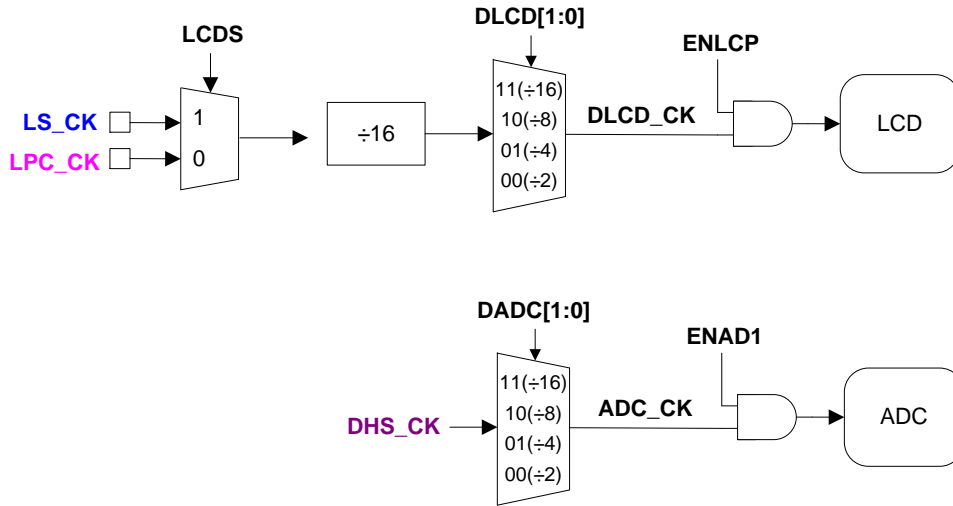 DLCD[1:0]
LCDS
ENLCP
11(÷16)
10(÷8)
01(÷4)
00(÷2)
LS_CK
1
LPC_CK
0
÷16
DLCD_CK
LCD
DADC[1:0]
ENAD1
11(÷16)
10(÷8)
01(÷4)
00(÷2)
DHS_CK
ADC_CK
ADC